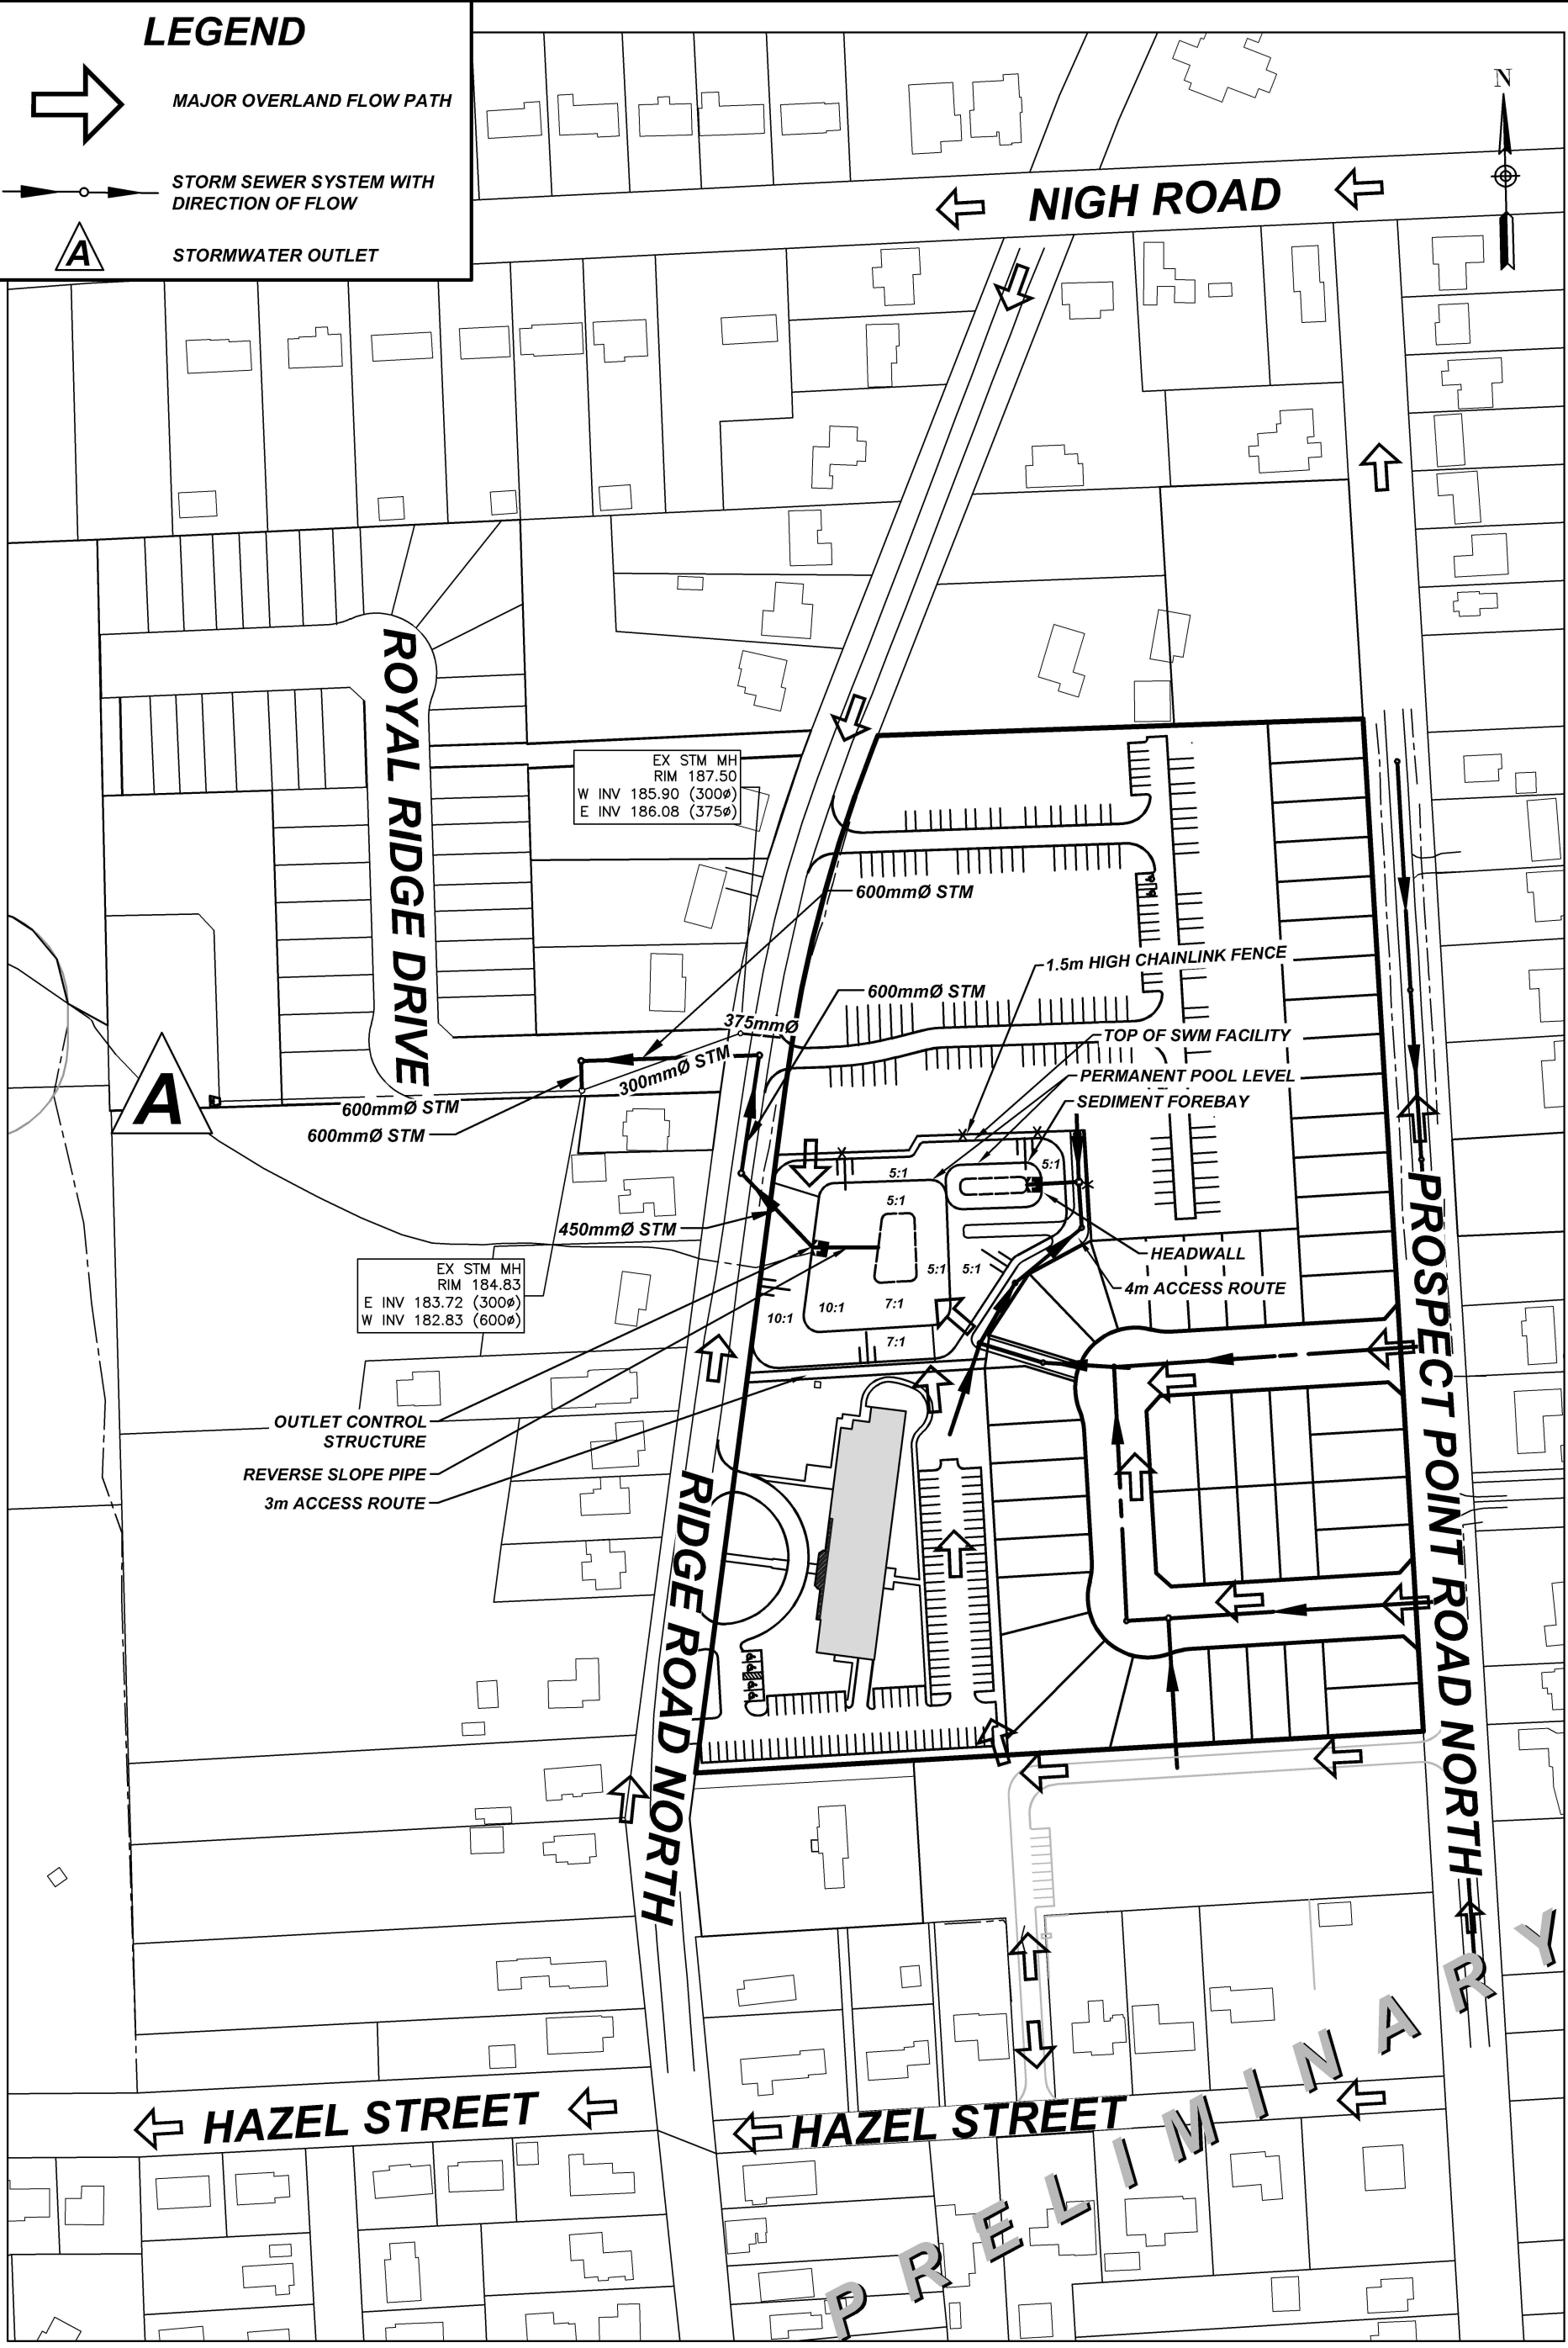 LEGEND
MAJOR OVERLAND FLOW PATH
STORM SEWER SYSTEM WITH
DIRECTION OF FLOW
A
STORMWATER OUTLET
N
NIGH ROAD
ROYAL RIDGE DRIVE
EX STM MH
RIM 187.50
W INV 185.90 (300ø)
E INV 186.08 (375ø)
600mmØ STM
1.5m HIGH CHAINLINK FENCE
600mmØ STM
375mmØ
TOP OF SWM FACILITY
300mmØ STM
PERMANENT POOL LEVEL
A
600mmØ STM
SEDIMENT FOREBAY
600mmØ STM
5:1
5:1
5:1
450mmØ STM
HEADWALL
5:1
5:1
4m ACCESS ROUTE
EX STM MH
RIM 184.83
E INV 183.72 (300ø)
W INV 182.83 (600ø)
10:1
10:1
7:1
7:1
OUTLET CONTROL
STRUCTURE
REVERSE SLOPE PIPE
3m ACCESS ROUTE
RIDGE ROAD NORTH
PROSPECT POINT ROAD NORTH
HAZEL STREET
HAZEL STREET
PRELIMINARY